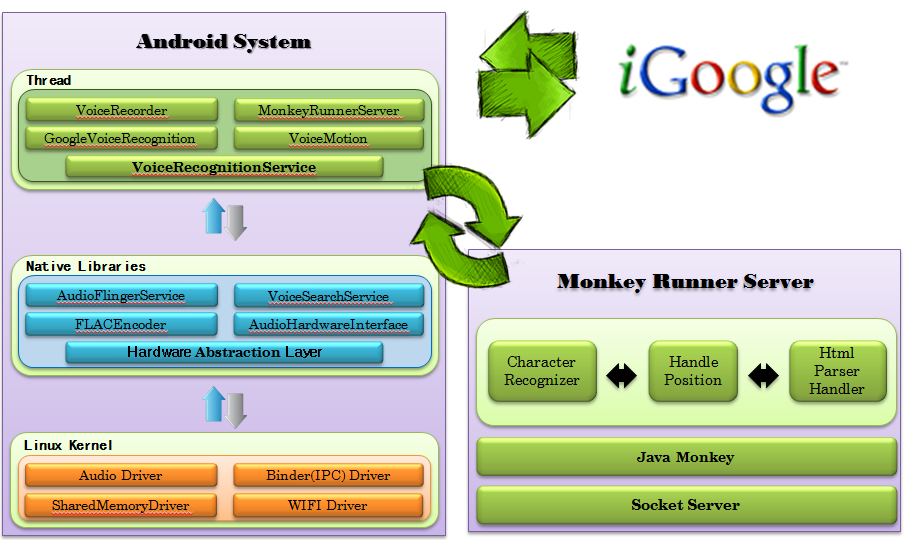 Android System
iGoogle™
Thread
VoiceRecorder
MonkeyRunnerServer
GoogleVoiceRecognition
VoiceMotion
VoiceRecognitionService
Native Libraries
AudioFlingerService
VoiceSearchService
FLACEncoder
AudioHardwareInterface
Hardware Abstraction Layer
Linux Kernel
Audio Driver
Binder(IPC) Driver
SharedMemoryDriver
WIFI Driver
Monkey Runner Server
Character
Recognizer
Handle
Position
Html
Parser
Handler
Java Monkey
Socket Server